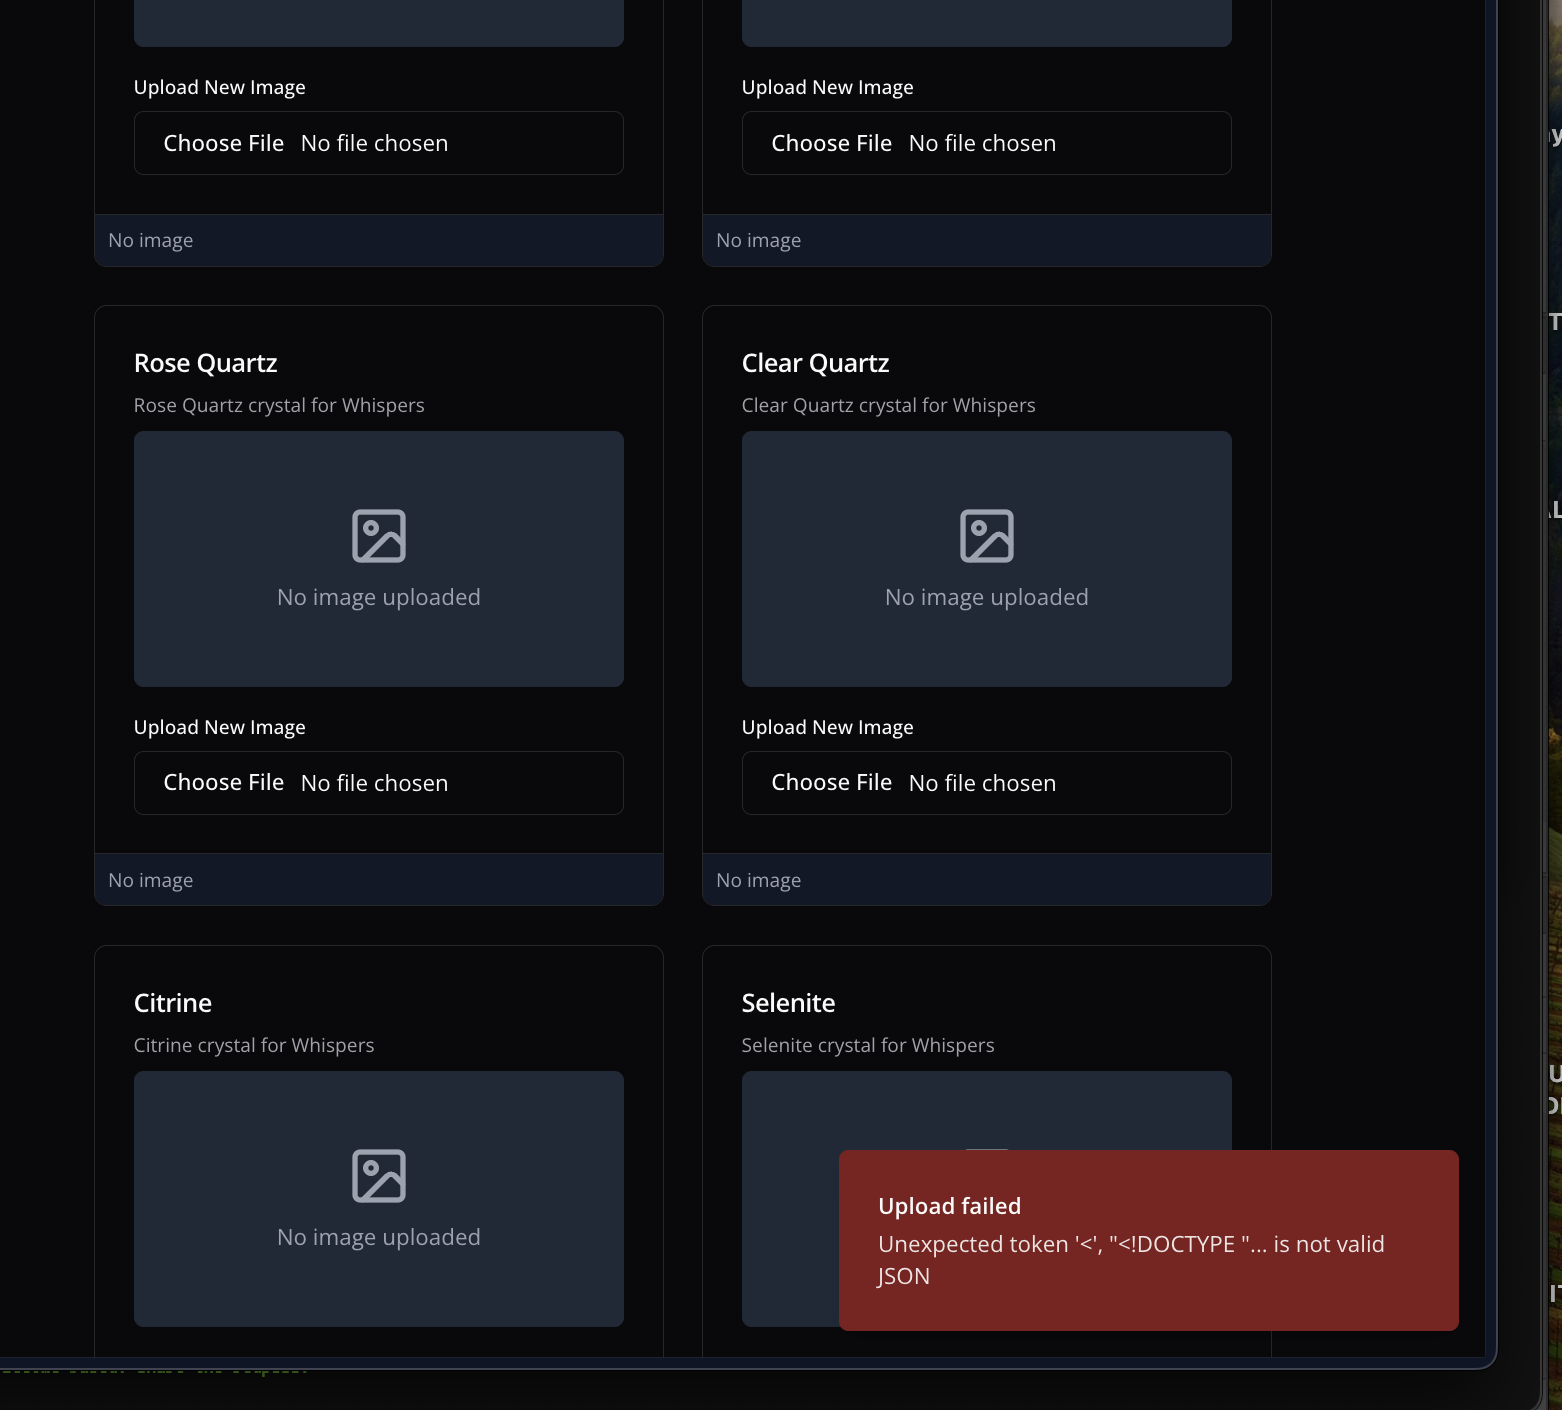 Upload New Image
Choose File No file chosen
No image
Upload New Image
Choose File No file chosen
No image
Rose Quartz
Rose Quartz crystal for Whispers
No image uploaded
Upload New Image
Choose File No file chosen
No image
Clear Quartz
Clear Quartz crystal for Whispers
No image uploaded
Upload New Image
Choose File No file chosen
No image
Citrine
Citrine crystal for Whispers
No image uploaded
Selenite
Selenite crystal for Whispers
Upload failed
Unexpected token '<', "<!DOCTYPE "... is not valid
JSON